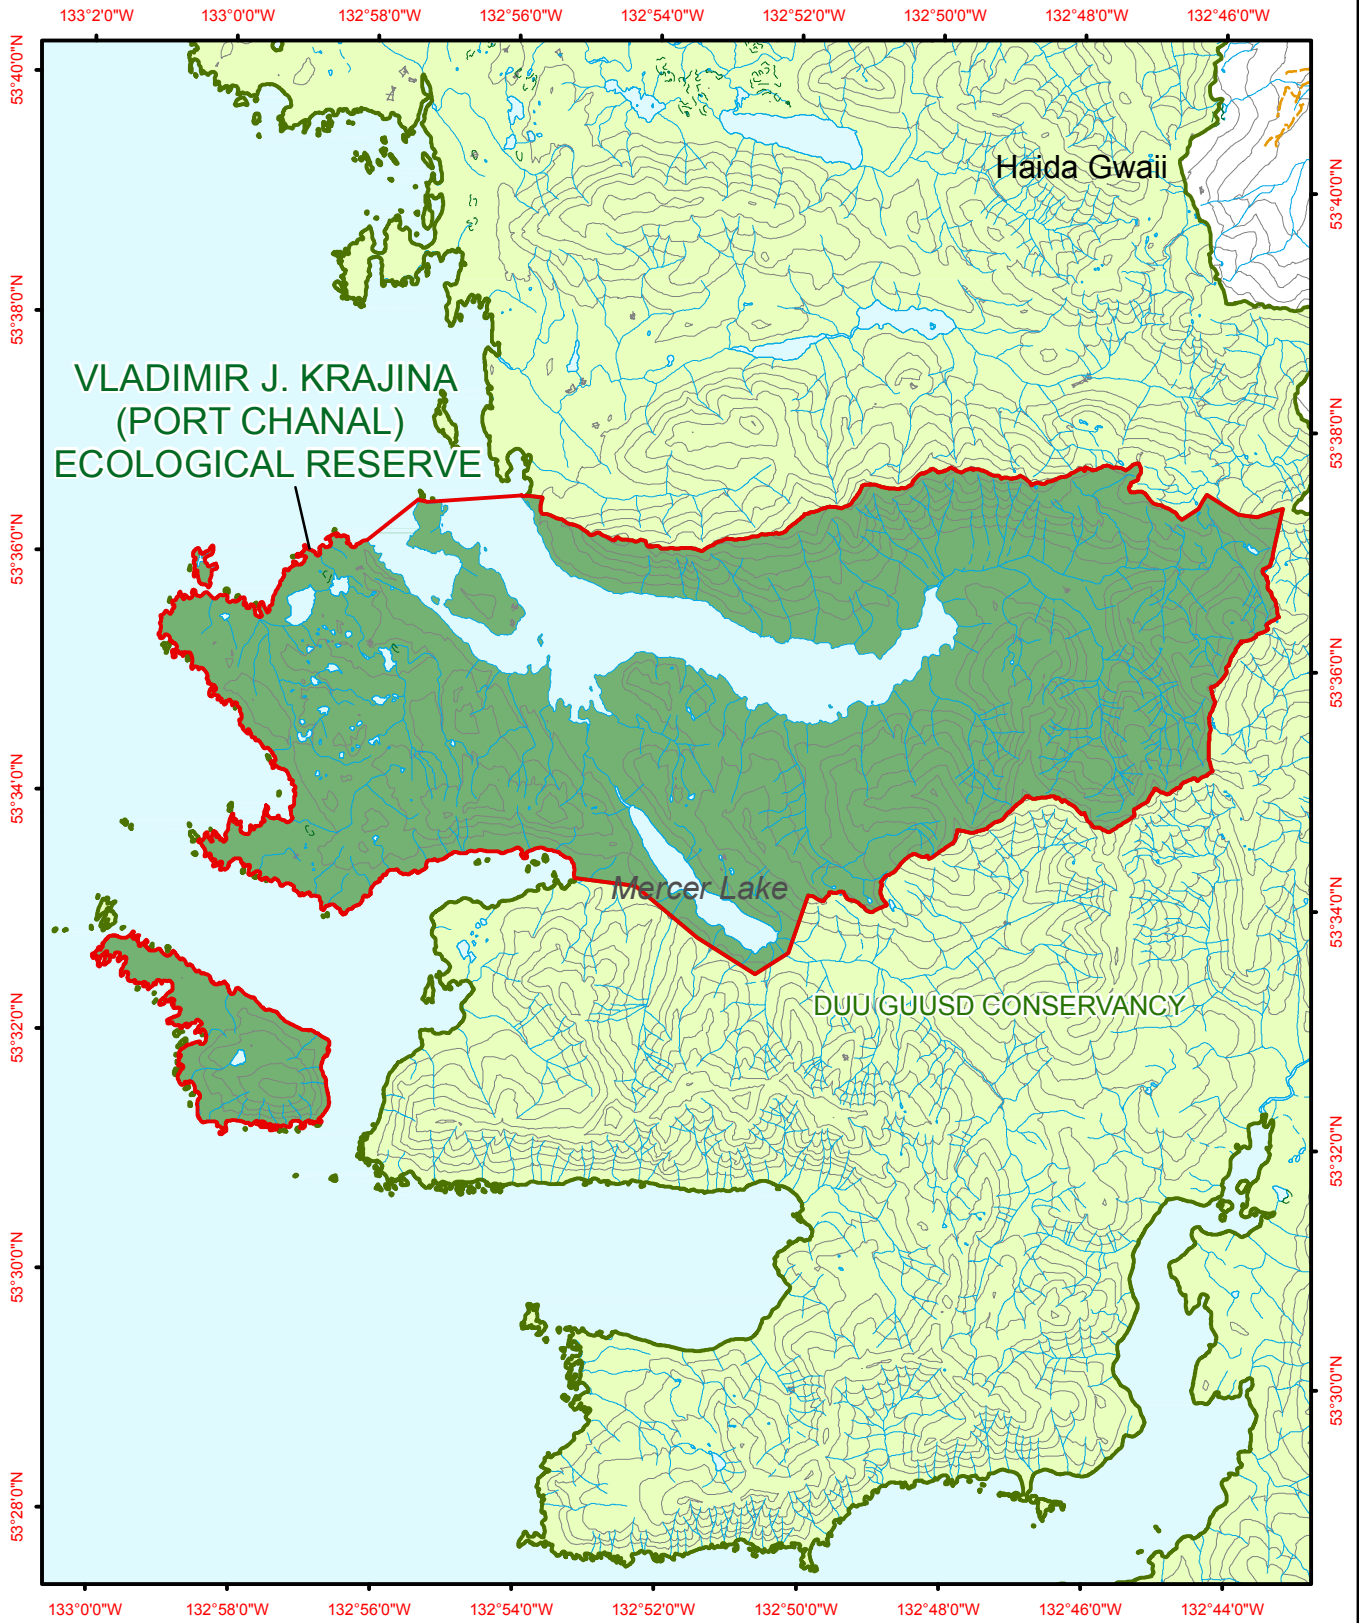 133°2'0"W 133°0'0"W 132°58'0"W 132°56'0"W 132°54'0"W 132°52'0"W 132°50'0"W 132°48'0"W 132°46'0"W
53°40'0"N
53°40'0"N
Haida Gwaii
53°38'0"N
53°38'0"N
VLADIMIR J. KRAJINA
(PORT CHANAL)
ECOLOGICAL RESERVE
53°36'0"N
53°36'0"N
53°34'0"N
Mercer Lake
53°34'0"N
DUU GUUSD CONSERVANCY
53°32'0"N
53°32'0"N
53°30'0"N
53°30'0"N
53°28'0"N
133°0'0"W 132°58'0"W 132°56'0"W 132°54'0"W 132°52'0"W 132°50'0"W 132°48'0"W 132°46'0"W 132°44'0"W